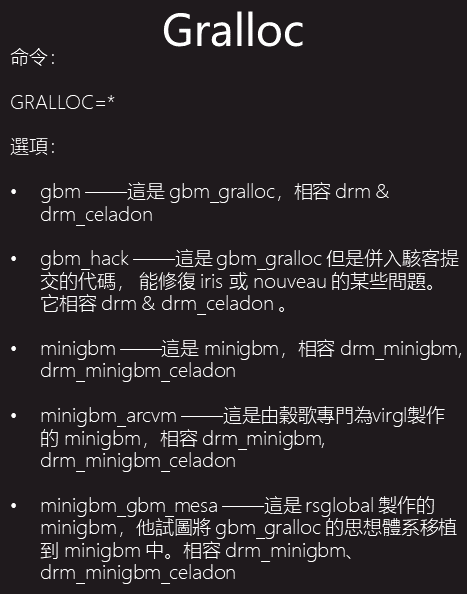 Gralloc
命令：
GRALLOC=*
選項：
• gbm ——這是 gbm_gralloc，相容 drm &
drm_celadon
• gbm_hack ——這是 gbm_gralloc 但是併入駭客提
交的代碼， 能修復 iris 或 nouveau 的某些問題。
它相容 drm & drm_celadon 。
• minigbm ——這是 minigbm，相容 drm_minigbm,
drm_minigbm_celadon
• minigbm_arcvm ——這是由穀歌專門為virgl製作
的 minigbm，相容 drm_minigbm,
drm_minigbm_celadon
• minigbm_gbm_mesa ——這是 rsglobal 製作的
minigbm，他試圖將 gbm_gralloc 的思想體系移植
到 minigbm 中。相容 drm_minigbm、
drm_minigbm_celadon